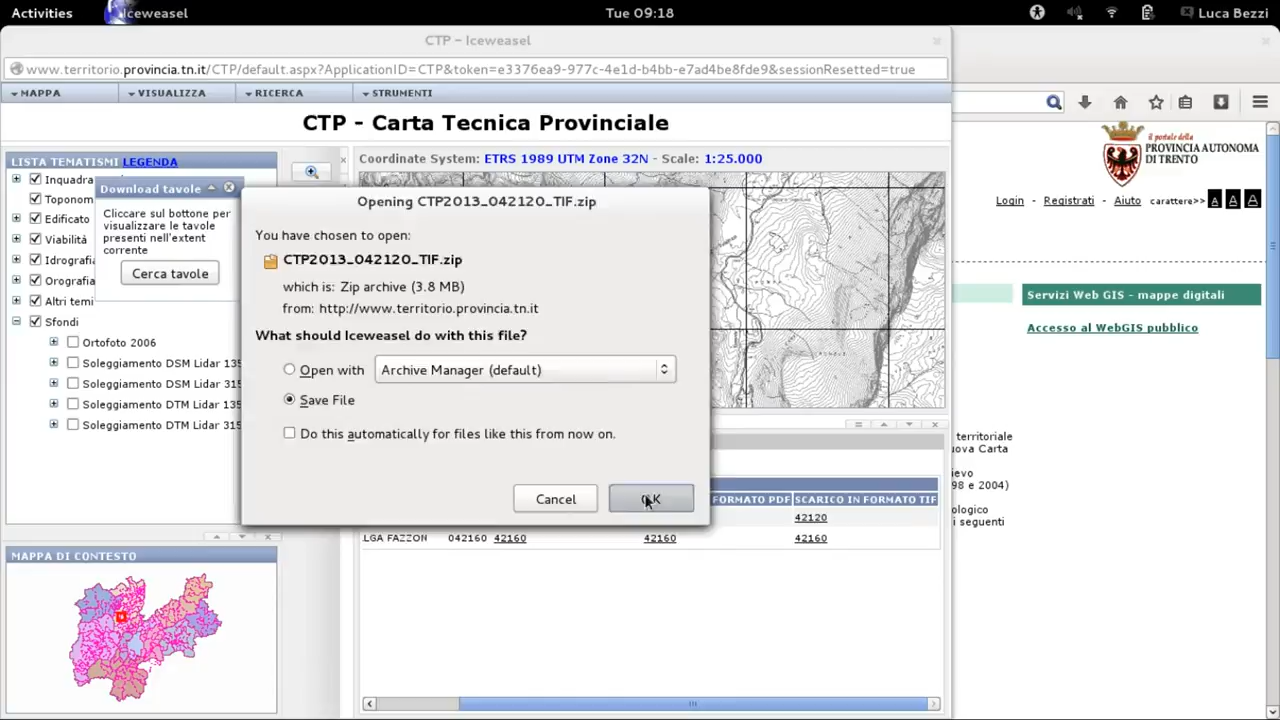 Activities Iceweasel Tue 09:18 Luca Bezzi
CTP - Iceweasel
www.territorio.provincia.tn.it/CTP/default.aspx?ApplicationID=CTP&token=e3376ea9-977c-4e1d-b4bb-e7ad4be8fde9&sessionResetted=true
MAPPA VISUALIZZA RICERCA STRUMENTI
CTP - Carta Tecnica Provinciale
LISTA TEMATISMI LEGENDA
Coordinate System: ETRS 1989 UTM Zone 32N - Scale: 1:25.000
Inquadra
Toponom
Edificato
Viabilità
Idrografia
Orografia
Altri temi
Sfondi
Ortofoto 2006
Soleggiamento DSM Lidar 135
Soleggiamento DSM Lidar 315
Soleggiamento DTM Lidar 135
Soleggiamento DTM Lidar 315
Download tavole
Cliccare sul bottone per
visualizzare le tavole
presenti nell'extent
corrente
Cerca tavole
Opening CTP2013_042120_TIF.zip
You have chosen to open:
CTP2013_042120_TIF.zip
which is: Zip archive (3.8 MB)
from: http://www.territorio.provincia.tn.it
What should Iceweasel do with this file?
Open with Archive Manager (default)
Save File
Do this automatically for files like this from now on.
Cancel OK
FORMATO PDF SCARICO IN FORMATO TIF
42120
LGA FAZZON 042160 42160 42160 42160
MAPPA DI CONTESTO
il portale della
PROVINCIA AUTONOMA
DI TRENTO
Login - Registrati - Aiuto carattere>> A A A
Servizi Web GIS - mappe digitali
Accesso al WebGIS pubblico
territoriale
uova Carta
ievo
98 e 2004)
ologico
i seguenti